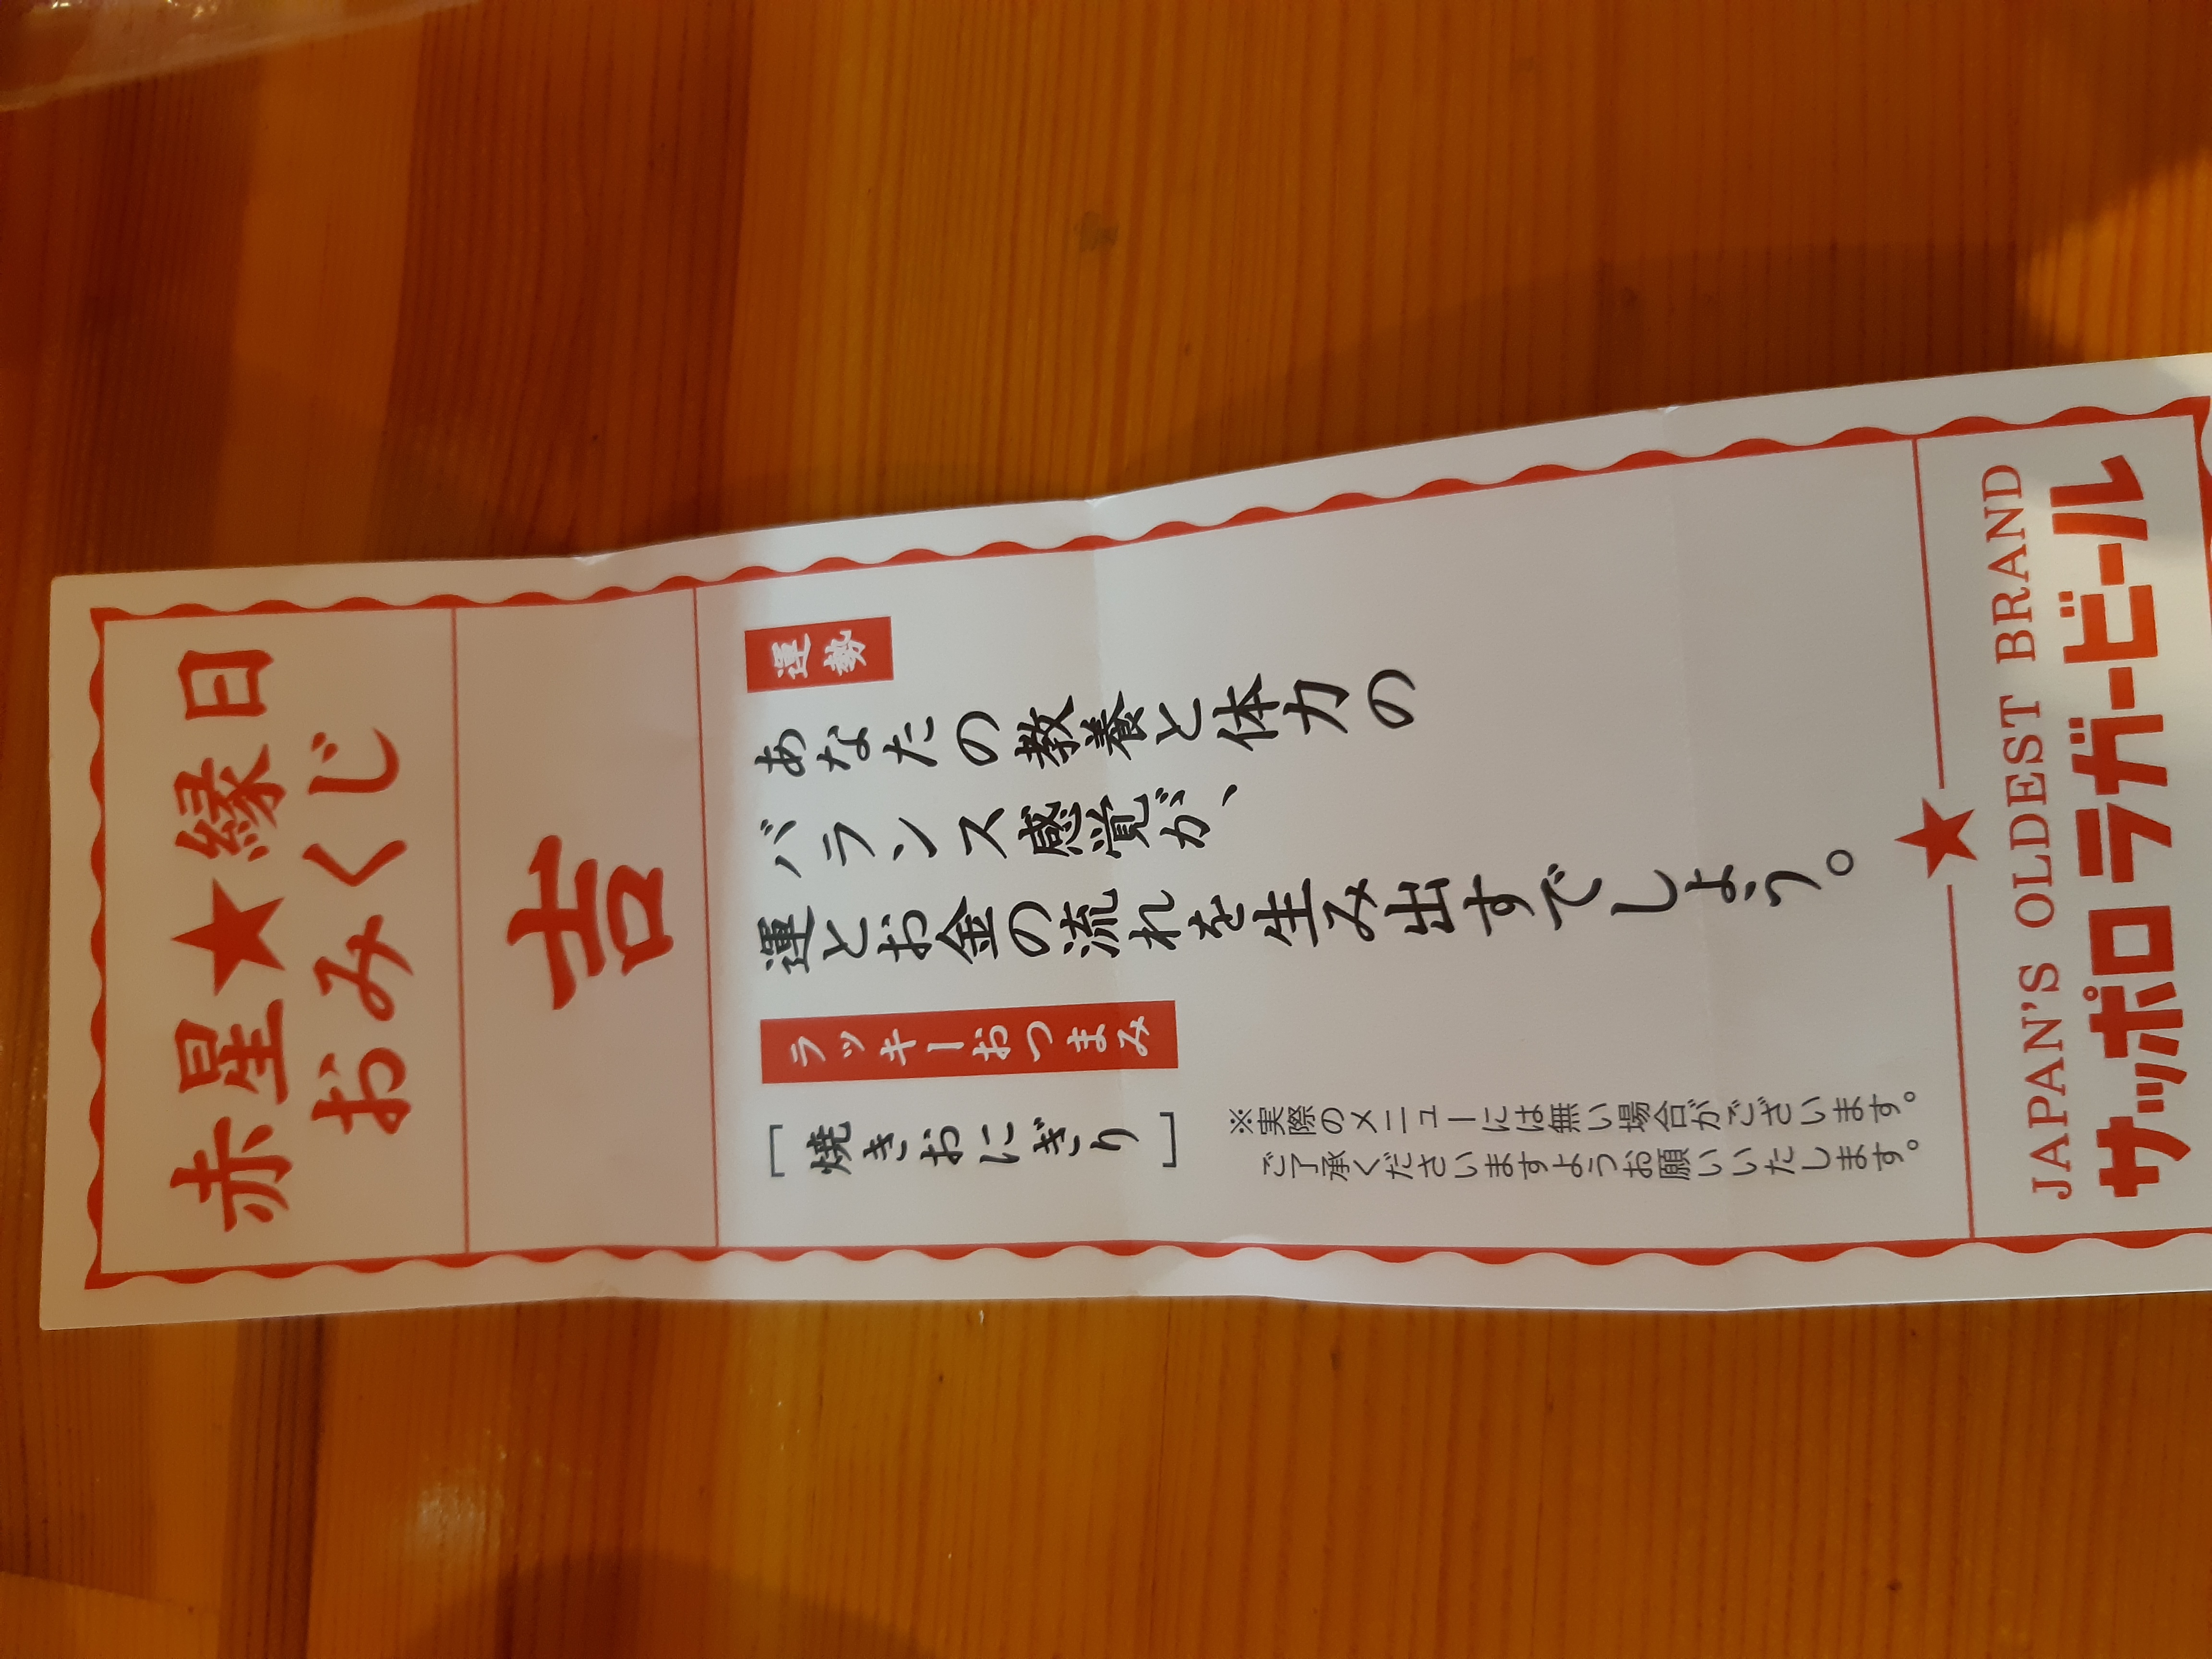 赤星★縁日
おみくじ
吉
運勢
あなたの教養と体力の
バランス感覚が、
運とお金の流れを生み出すでしょう。
ラッキーおつまみ
[焼きおにぎり]
※実際のメニューには無い場合がございます。
ご了承くださいますようお願いいたします。
JAPAN'S OLDEST BRAND
サッポロラガービール